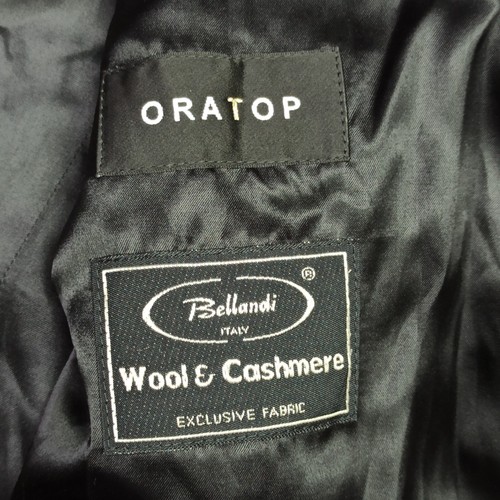 ORATOP
®
Bellandi
ITALY
Wool & Cashmere
EXCLUSIVE FABRIC